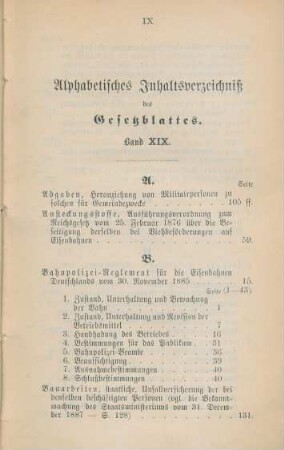 IX
Alphabetisches Inhaltsverzeichniß
des
Gesetzblattes.
Band XIX.
A.
Seite
Abgaben, Heranziehung von Militairpersonen zu
solchen für Gemeindezwecke — 105 ff.
Ansteckungsstoffe. Ausführungsverordnung zum
Reichsgesetz vom 25. Februar 1876 über die Be-
seitigung derselben bei Viehbeförderungen auf
Eisenbahnen — 59.
B.
Bahnpolizei-Reglement für die Eisenbahnen
Deutschlands vom 30. November 1885 — 15.
Seite (1—43)
1. Zustand, Unterhaltung und Bewachung
der Bahn — 1
2. Zustand, Unterhaltung und Revision der
Betriebsmittel — 7
3. Handhabung des Betriebes — 16
4. Bestimmungen für das Publikum — 31
5. Bahnpolizei-Beamte — 36
6. Beaufsichtigung — 39
7. Ausnahmebestimmungen — 40
8. Schlußbestimmungen — 40
Bauarbeiten, staatliche, Unfallversicherung der bei
demselben beschäftigten Personen (vgl. die Bekannt-
machung des Staatsministeriums vom 31. Decem-
ber 1887 — S. 128) — 131.